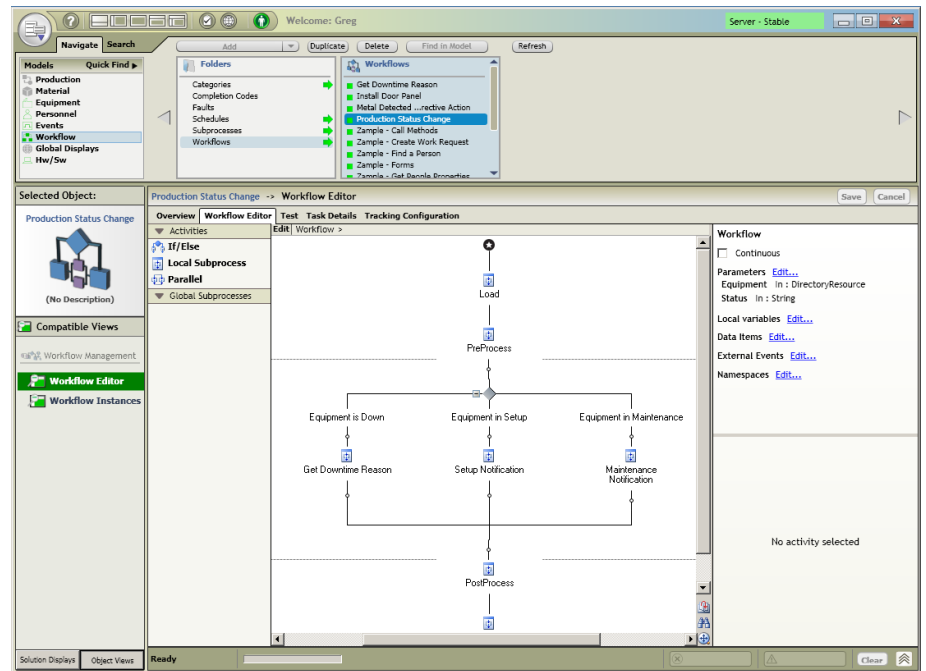 Welcome: Greg
Server - Stable
Navigate
Search
Add
Duplicate
Delete
Find in Model
Refresh
Models
Quick Find
Production
Material
Equipment
Personnel
Events
Workflow
Global Displays
Hw/Sw
Folders
Categories
Completion Codes
Faults
Schedules
Subprocesses
Workflows
Workflows
Get Downtime Reason
Install Door Panel
Metal Detected ...rective Action
Production Status Change
Zample - Call Methods
Zample - Create Work Request
Zample - Find a Person
Zample - Forms
Zample - Get People Properties
Selected Object:
Production Status Change -> Workflow Editor
Save
Cancel
Production Status Change
(No Description)
Compatible Views
Workflow Management
Workflow Editor
Workflow Instances
Overview
Workflow Editor
Test
Task Details
Tracking Configuration
Activities
If/Else
Local Subprocess
Parallel
Global Subprocesses
Edit
Workflow >
Load
PreProcess
Equipment is Down
Equipment in Setup
Equipment in Maintenance
Get Downtime Reason
Setup Notification
Maintenance
Notification
PostProcess
Workflow
Continuous
Parameters Edit...
Equipment In : DirectoryResource
Status In : String
Local variables Edit...
Data Items Edit...
External Events Edit...
Namespaces Edit...
No activity selected
Solution Displays
Object Views
Ready
Clear